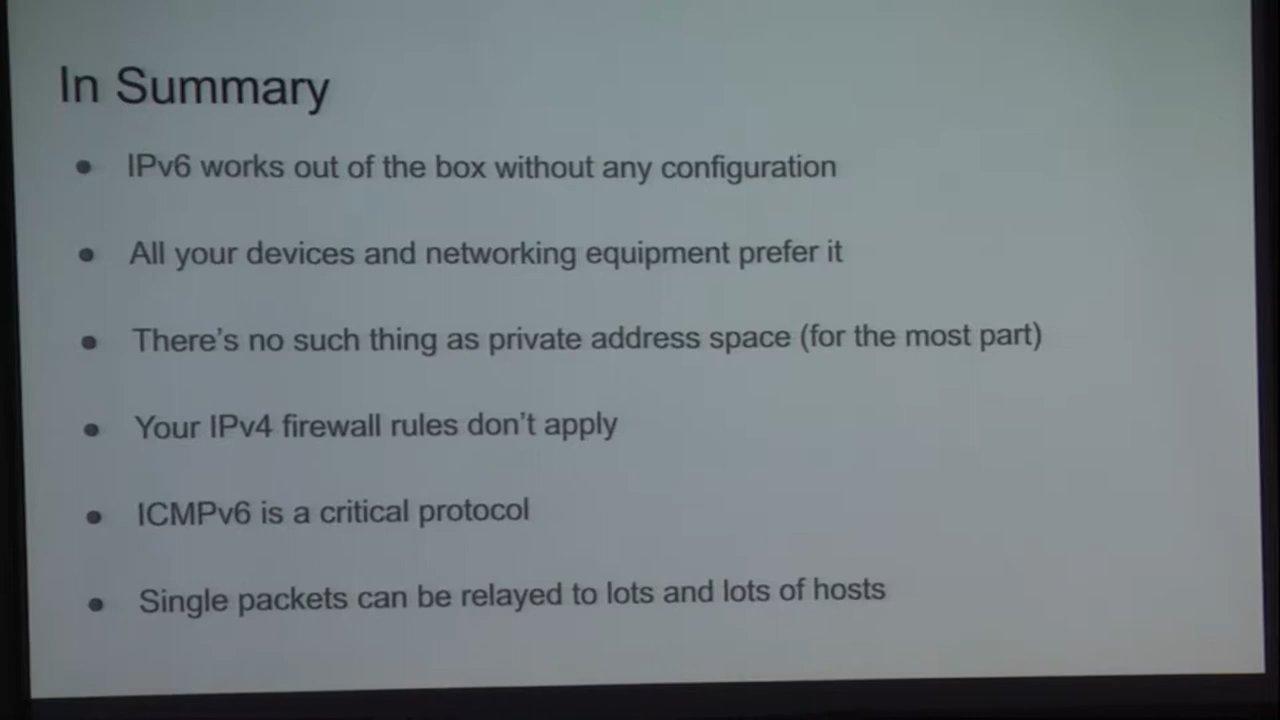 In Summary
● IPv6 works out of the box without any configuration
● All your devices and networking equipment prefer it
● There's no such thing as private address space (for the most part)
● Your IPv4 firewall rules don't apply
● ICMPv6 is a critical protocol
● Single packets can be relayed to lots and lots of hosts